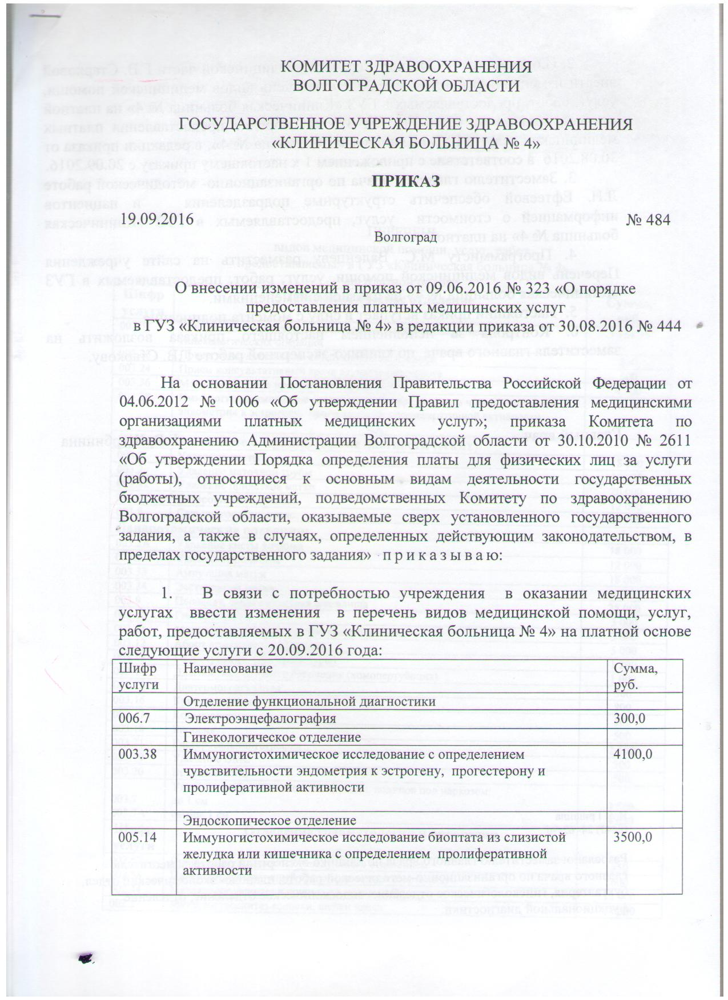 КОМИТЕТ ЗДРАВООХРАНЕНИЯ
ВОЛГОГРАДСКОЙ ОБЛАСТИ
ГОСУДАРСТВЕННОЕ УЧРЕЖДЕНИЕ ЗДРАВООХРАНЕНИЯ
«КЛИНИЧЕСКАЯ БОЛЬНИЦА № 4»
ПРИКАЗ
19.09.2016 № 484
Волгоград
О внесении изменений в приказ от 09.06.2016 № 323 «О порядке
предоставления платных медицинских услуг
в ГУЗ «Клиническая больница № 4» в редакции приказа от 30.08.2016 № 444
На основании Постановления Правительства Российской Федерации от
04.06.2012 № 1006 «Об утверждении Правил предоставления медицинскими
организациями платных медицинских услуг»; приказа Комитета по
здравоохранению Администрации Волгоградской области от 30.10.2010 № 2611
«Об утверждении Порядка определения платы для физических лиц за услуги
(работы), относящиеся к основным видам деятельности государственных
бюджетных учреждений, подведомственных Комитету по здравоохранению
Волгоградской области, оказываемые сверх установленного государственного
задания, а также в случаях, определенных действующим законодательством, в
пределах государственного задания» п р и к а з ы в а ю:
1. В связи с потребностью учреждения в оказании медицинских
услугах ввести изменения в перечень видов медицинской помощи, услуг,
работ, предоставляемых в ГУЗ «Клиническая больница № 4» на платной основе
следующие услуги с 20.09.2016 года:
Шифр услуги Наименование Сумма, руб.
Отделение функциональной диагностики
006.7 Электроэнцефалография 300,0
Гинекологическое отделение
003.38 Иммуногистохимическое исследование с определением 4100,0
чувствительности эндометрия к эстрогену, прогестерону и
пролиферативной активности
Эндоскопическое отделение
005.14 Иммуногистохимическое исследование биоптата из слизистой 3500,0
желудка или кишечника с определением пролиферативной
активности